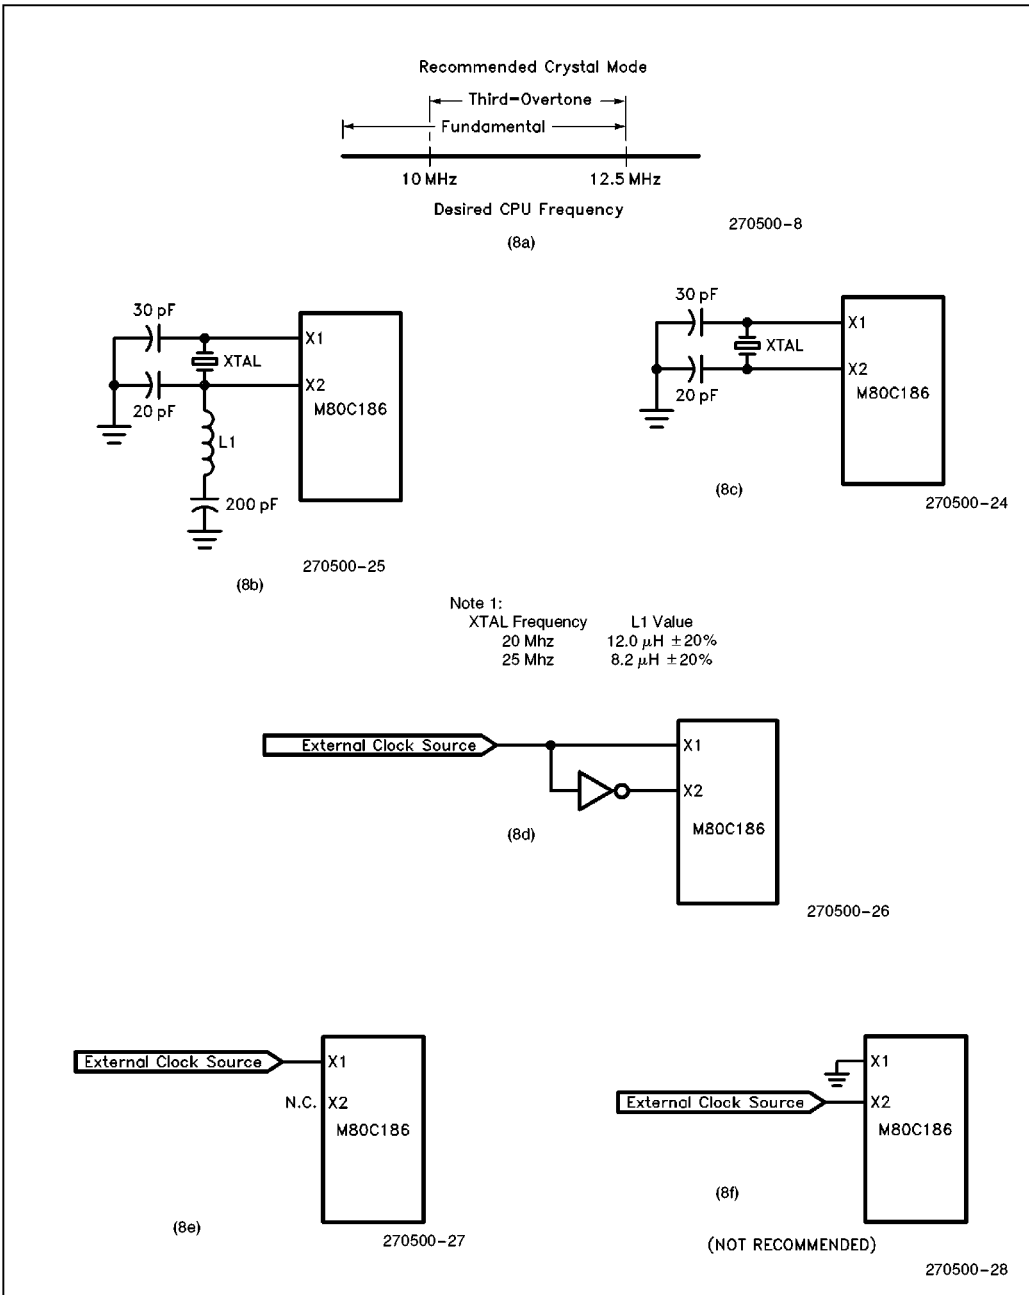 Recommended Crystal Mode
Third-Overtone
Fundamental
10 MHz 12.5 MHz
Desired CPU Frequency
270500-8
(8a)
30 pF
X1
XTAL
X2
20 pF
M80C186
L1
200 pF
270500-25
(8b)
30 pF
X1
XTAL
X2
20 pF
M80C186
(8c)
270500-24
Note 1:
XTAL Frequency L1 Value
20 Mhz 12.0 µH ±20%
25 Mhz 8.2 µH ±20%
External Clock Source
X1
X2
M80C186
(8d)
270500-26
External Clock Source
X1
N.C. X2
M80C186
(8e)
270500-27
X1
External Clock Source
X2
M80C186
(8f)
(NOT RECOMMENDED)
270500-28